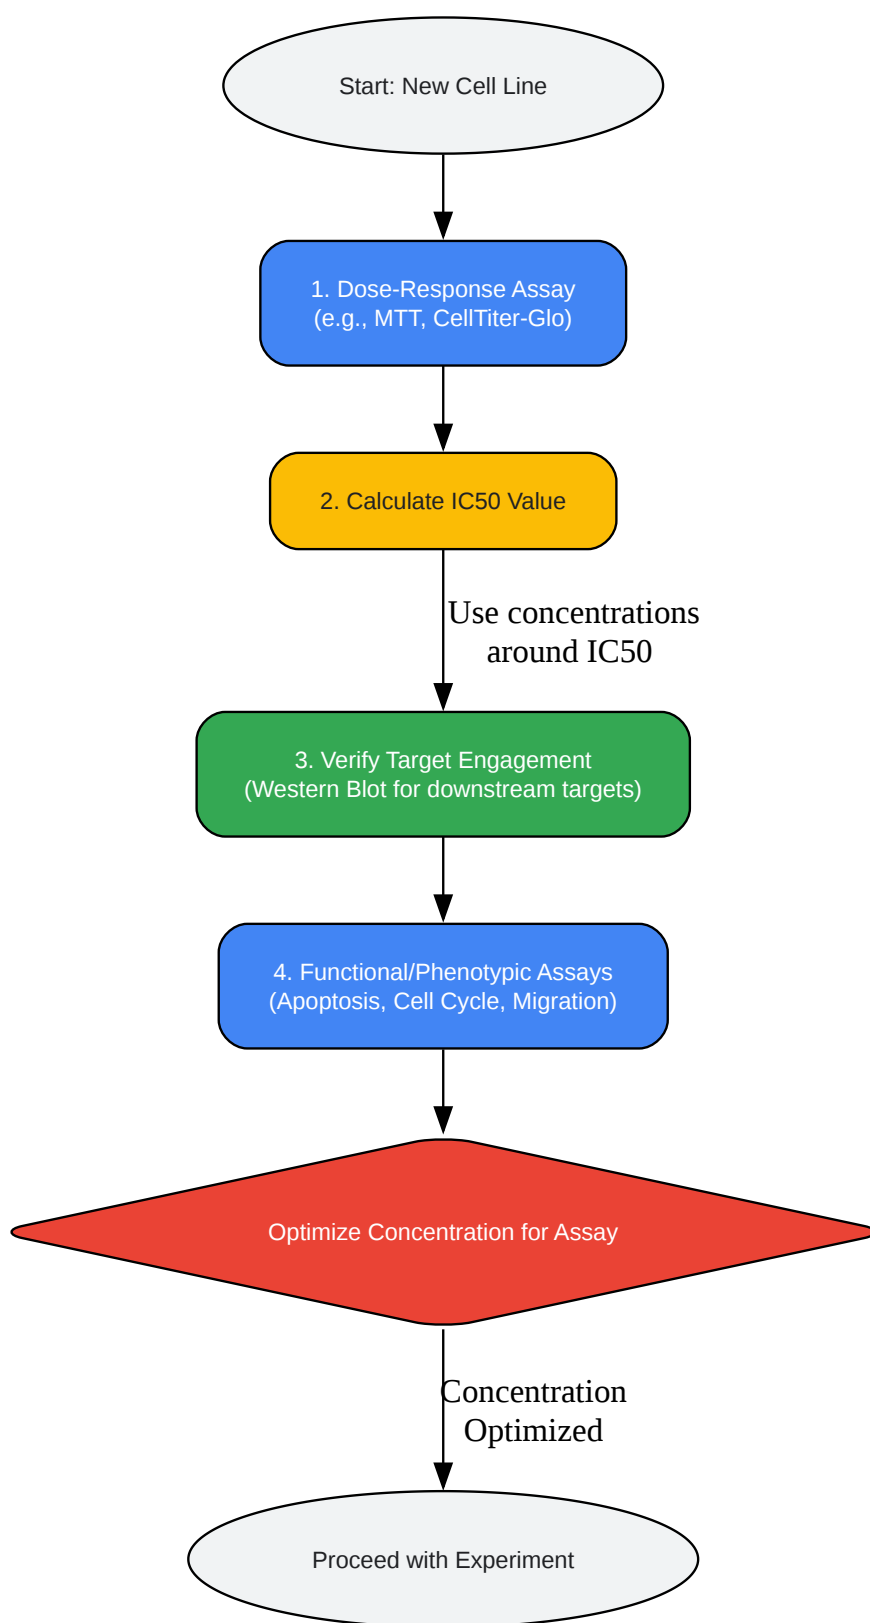 Start: New Cell Line
1. Dose-Response Assay
(e.g., MTT, CellTiter-Glo)
2. Calculate IC50 Value
Use concentrations
around IC50
3. Verify Target Engagement
(Western Blot for downstream targets)
4. Functional/Phenotypic Assays
(Apoptosis, Cell Cycle, Migration)
Optimize Concentration for Assay
Concentration
Optimized
Proceed with Experiment